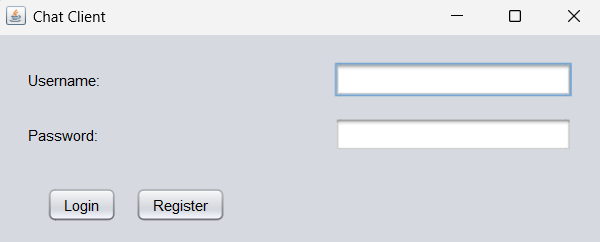 Chat Client
Username:
Password:
Login Register